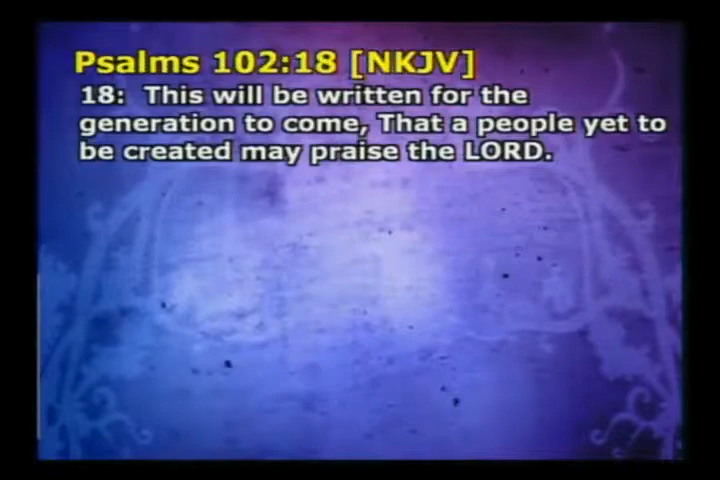 Psalms 102:18 [NKJV]
18: This will be written for the
generation to come, That a people yet to
be created may praise the LORD.